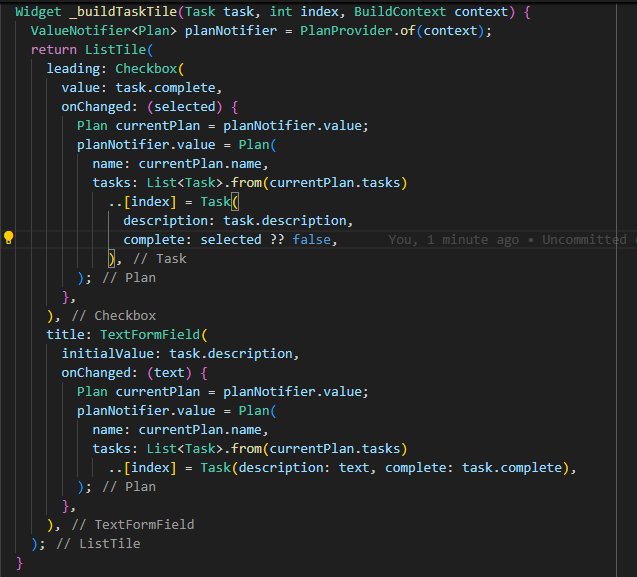 Widget _buildTaskTile(Task task, int index, BuildContext context) {
  ValueNotifier<Plan> planNotifier = PlanProvider.of(context);
  return ListTile(
    leading: Checkbox(
      value: task.complete,
      onChanged: (selected) {
        Plan currentPlan = planNotifier.value;
        planNotifier.value = Plan(
          name: currentPlan.name,
          tasks: List<Task>.from(currentPlan.tasks)
            ..[index] = Task(
              description: task.description,
              complete: selected ?? false,      You, 1 minute ago • Uncommitted
            ), // Task
        ); // Plan
      },
    ), // Checkbox
    title: TextFormField(
      initialValue: task.description,
      onChanged: (text) {
        Plan currentPlan = planNotifier.value;
        planNotifier.value = Plan(
          name: currentPlan.name,
          tasks: List<Task>.from(currentPlan.tasks)
            ..[index] = Task(description: text, complete: task.complete),
        ); // Plan
      },
    ), // TextFormField
  ); // ListTile
}